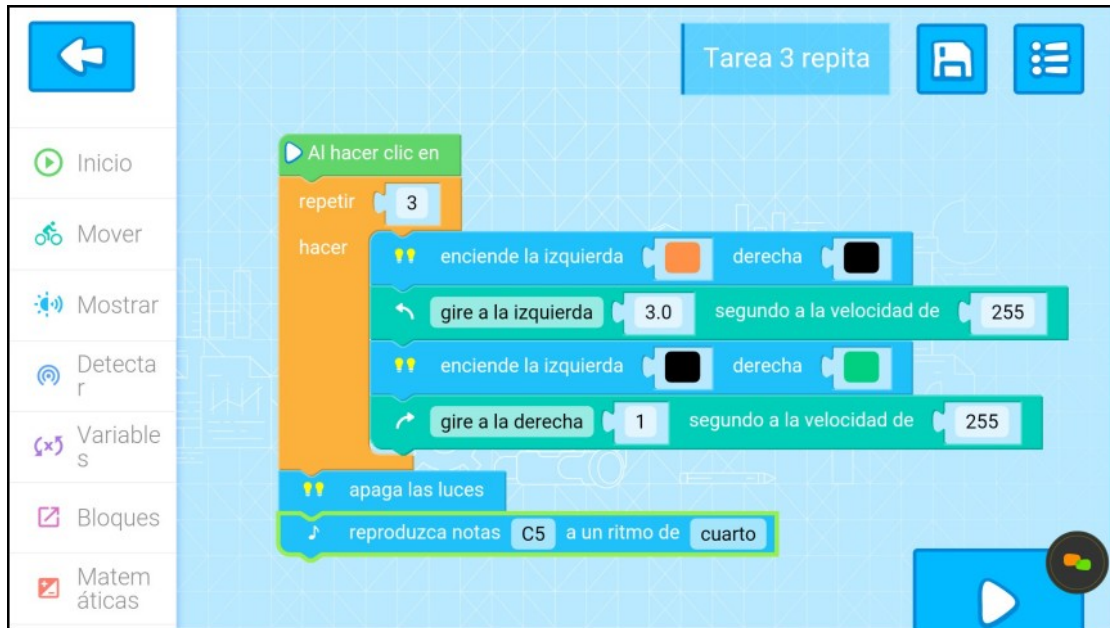 Tarea 3 repita
Inicio
Mover
Mostrar
Detecta
r
Variable
s
Bloques
Matem
áticas
Al hacer clic en
repetir 3
hacer
enciende la izquierda derecha
gire a la izquierda 3.0 segundo a la velocidad de 255
enciende la izquierda derecha
gire a la derecha 1 segundo a la velocidad de 255
apaga las luces
reproduzca notas C5 a un ritmo de cuarto